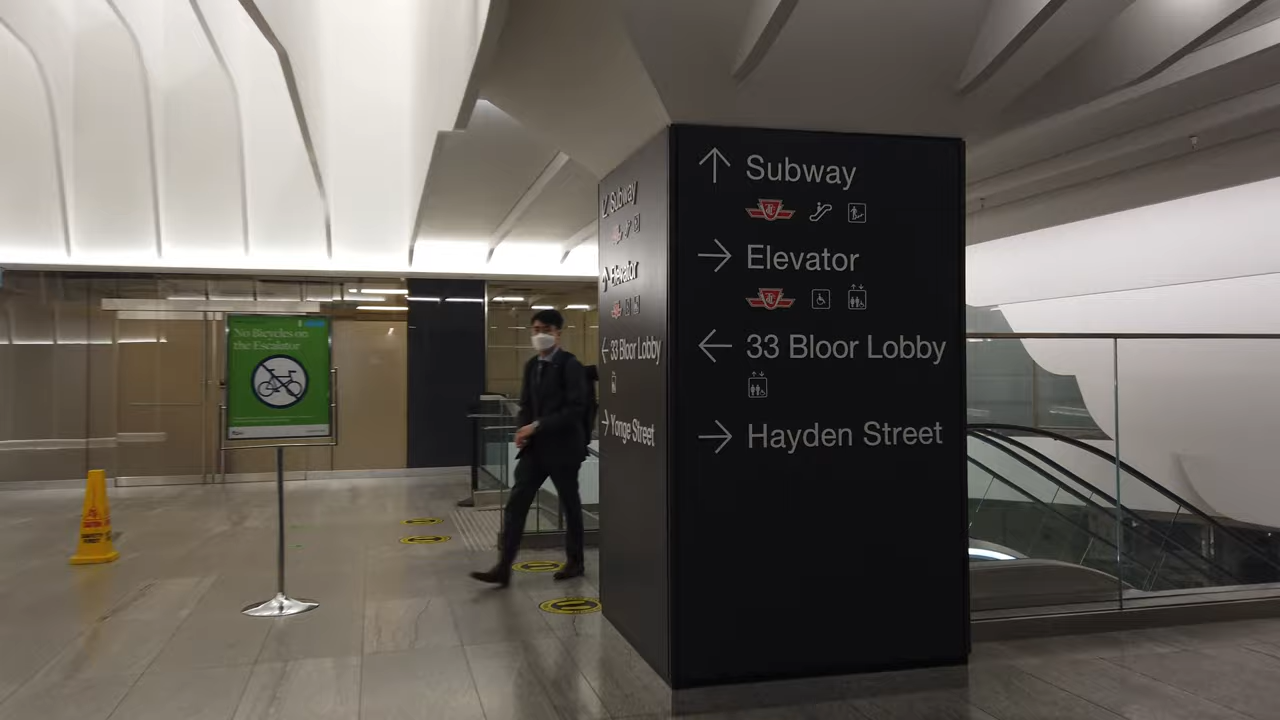 Subway
Elevator
33 Bloor Lobby
Hayden Street
Subway
Elevator
33 Bloor Lobby
Yonge Street
No Bicycles on
the Escalator
CAUTION